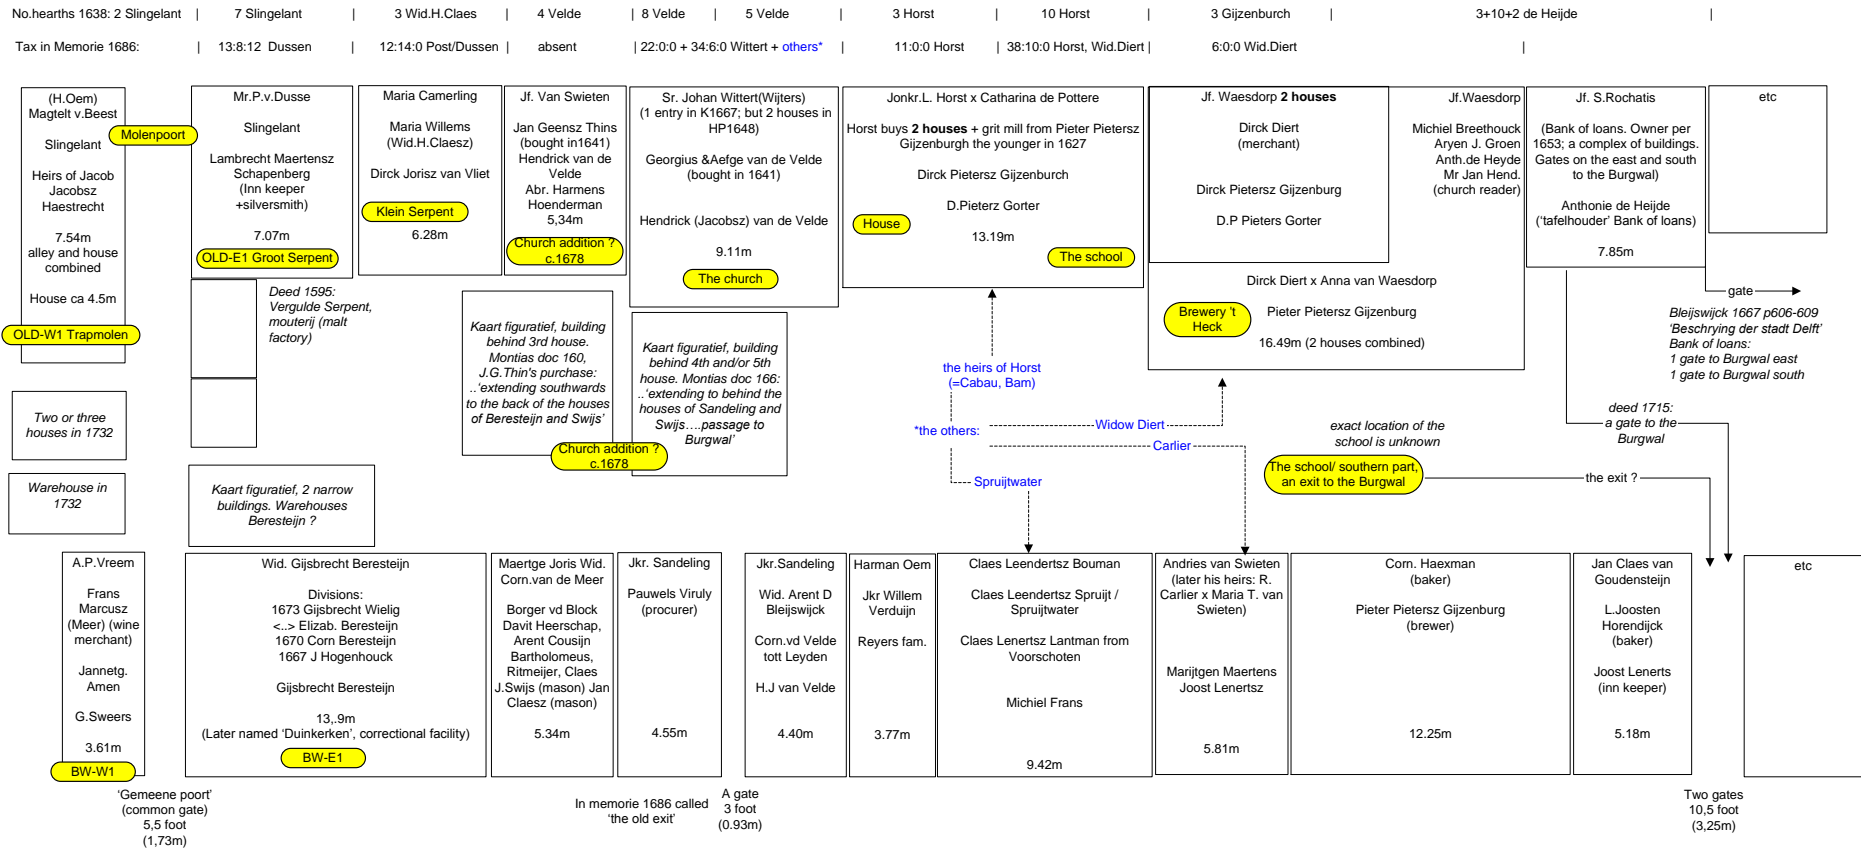 No.hearths 1638: 2 Slingelant | 7 Slingelant | 3 Wid.H.Claes | 4 Velde | 8 Velde | 5 Velde | 3 Horst | 10 Horst | 3 Gijzenburch | 3+10+2 de Heijde |
Tax in Memorie 1686: | 13:8:12 Dussen | 12:14:0 Post/Dussen | absent | 22:0:0 + 34:6:0 Wittert + others* | 11:0:0 Horst | 38:10:0 Horst, Wid.Diert | 6:0:0 Wid.Diert |
(H.Oem)
Magtelt v.Beest
Slingelant
Heirs of Jacob
Jacobsz
Haestrecht
7.54m
alley and house
combined
House ca 4.5m
OLD-W1 Trapmolen
Molenpoort
Mr.P.v.Dusse
Slingelant
Lambrecht Maertensz
Schapenberg
(Inn keeper
+silversmith)
7.07m
OLD-E1 Groot Serpent
Maria Camerling
Maria Willems
(Wid.H.Claesz)
Dirck Jorisz van Vliet
Klein Serpent
6.28m
Jf. Van Swieten
Jan Geensz Thins
(bought in1641)
Hendrick van de
Velde
Abr. Harmens
Hoenderman
5,34m
Church addition ?
c.1678
Sr. Johan Wittert(Wijters)
(1 entry in K1667; but 2 houses in
HP1648)
Georgius &Aefge van de Velde
(bought in 1641)
Hendrick (Jacobsz) van de Velde
9.11m
The church
Jonkr.L. Horst x Catharina de Pottere
Horst buys 2 houses + grit mill from Pieter Pietersz
Gijzenburgh the younger in 1627
Dirck Pietersz Gijzenburch
D.Pieterz Gorter
House
13.19m
The school
Jf. Waesdorp 2 houses
Dirck Diert
(merchant)
Dirck Pietersz Gijzenburg
D.P Pieters Gorter
Jf.Waesdorp
Michiel Breethouck
Aryen J. Groen
Anth.de Heyde
Mr Jan Hend.
(church reader)
Dirck Diert x Anna van Waesdorp
Pieter Pietersz Gijzenburg
16.49m (2 houses combined)
Brewery 't
Heck
Jf. S.Rochatis
(Bank of loans. Owner per
1653; a complex of buildings.
Gates on the east and south
to the Burgwal)
Anthonie de Heijde
('tafelhouder' Bank of loans)
7.85m
etc
gate
Bleijswijck 1667 p606-609
'Beschrying der stadt Delft'
Bank of loans:
1 gate to Burgwal east
1 gate to Burgwal south
Deed 1595:
Vergulde Serpent,
mouterij (malt
factory)
Kaart figuratief, building
behind 3rd house.
Montias doc 160,
J.G.Thin's purchase:
..'extending southwards
to the back of the houses
of Beresteijn and Swijs'
Kaart figuratief, building
behind 4th and/or 5th
house. Montias doc 166:
..'extending to behind the
houses of Sandeling and
Swijs….passage to
Burgwal'
Church addition ?
c.1678
the heirs of Horst
(=Cabau, Bam)
*the others:
Widow Diert
Carlier
Spruijtwater
deed 1715:
a gate to the
Burgwal
exact location of the
school is unknown
The school/ southern part,
an exit to the Burgwal
the exit ?
Two or three
houses in 1732
Warehouse in
1732
Kaart figuratief, 2 narrow
buildings. Warehouses
Beresteijn ?
A.P.Vreem
Frans
Marcusz
(Meer) (wine
merchant)
Jannetg.
Amen
G.Sweers
3.61m
BW-W1
Wid. Gijsbrecht Beresteijn
Divisions:
1673 Gijsbrecht Wielig
<..> Elizab. Beresteijn
1670 Corn Beresteijn
1667 J Hogenhouck
Gijsbrecht Beresteijn
13,.9m
(Later named 'Duinkerken', correctional facility)
BW-E1
Maertge Joris Wid.
Corn.van de Meer
Borger vd Block
Davit Heerschap,
Arent Cousijn
Bartholomeus,
Ritmeijer, Claes
J.Swijs (mason) Jan
Claesz (mason)
5.34m
Jkr. Sandeling
Pauwels Viruly
(procurer)
4.55m
Jkr.Sandeling
Wid. Arent D
Bleijswijck
Corn.vd Velde
tott Leyden
H.J van Velde
4.40m
Harman Oem
Jkr Willem
Verduijn
Reyers fam.
3.77m
Claes Leendertsz Bouman
Claes Leendertsz Spruijt /
Spruijtwater
Claes Lenertsz Lantman from
Voorschoten
Michiel Frans
9.42m
Andries van Swieten
(later his heirs: R.
Carlier x Maria T. van
Swieten)
Marijtgen Maertens
Joost Lenertsz
5.81m
Corn. Haexman
(baker)
Pieter Pietersz Gijzenburg
(brewer)
12.25m
Jan Claes van
Goudensteijn
L.Joosten
Horendijck
(baker)
Joost Lenerts
(inn keeper)
5.18m
etc
'Gemeene poort'
(common gate)
5,5 foot
(1,73m)
In memorie 1686 called
'the old exit'
A gate
3 foot
(0.93m)
Two gates
10,5 foot
(3,25m)